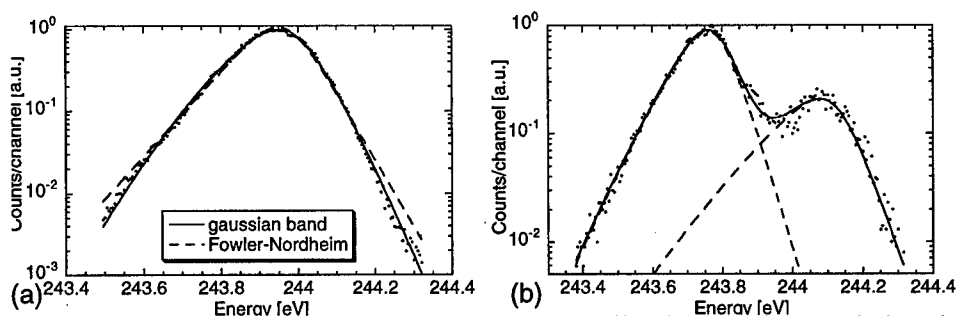 10⁰
10⁻¹
10⁻²
10⁻³
Counts/channel [a.u.]
gaussian band
Fowler-Nordheim
243.4 243.6 243.8 244 244.2 244.4
(a) Energy [eV]
10⁰
10⁻¹
10⁻²
Counts/channel [a.u.]
243.4 243.6 243.8 244 244.2 244.4
(b) Energy [eV]